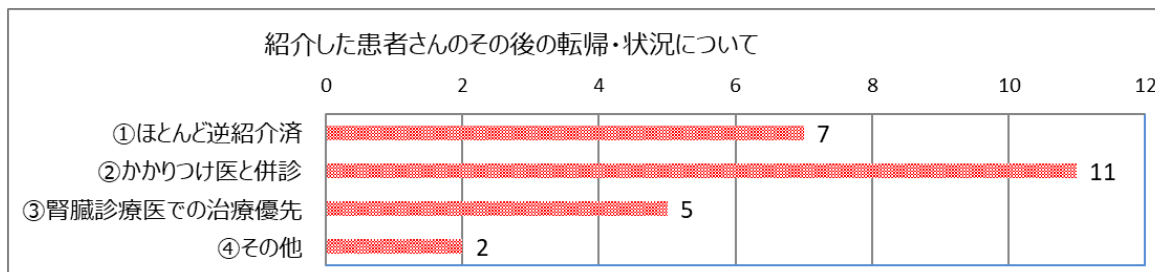 紹介した患者さんのその後の転帰・状況について
0 2 4 6 8 10 12
①ほとんど逆紹介済 7
②かかりつけ医と併診 11
③腎臓診療医での治療優先 5
④その他 2